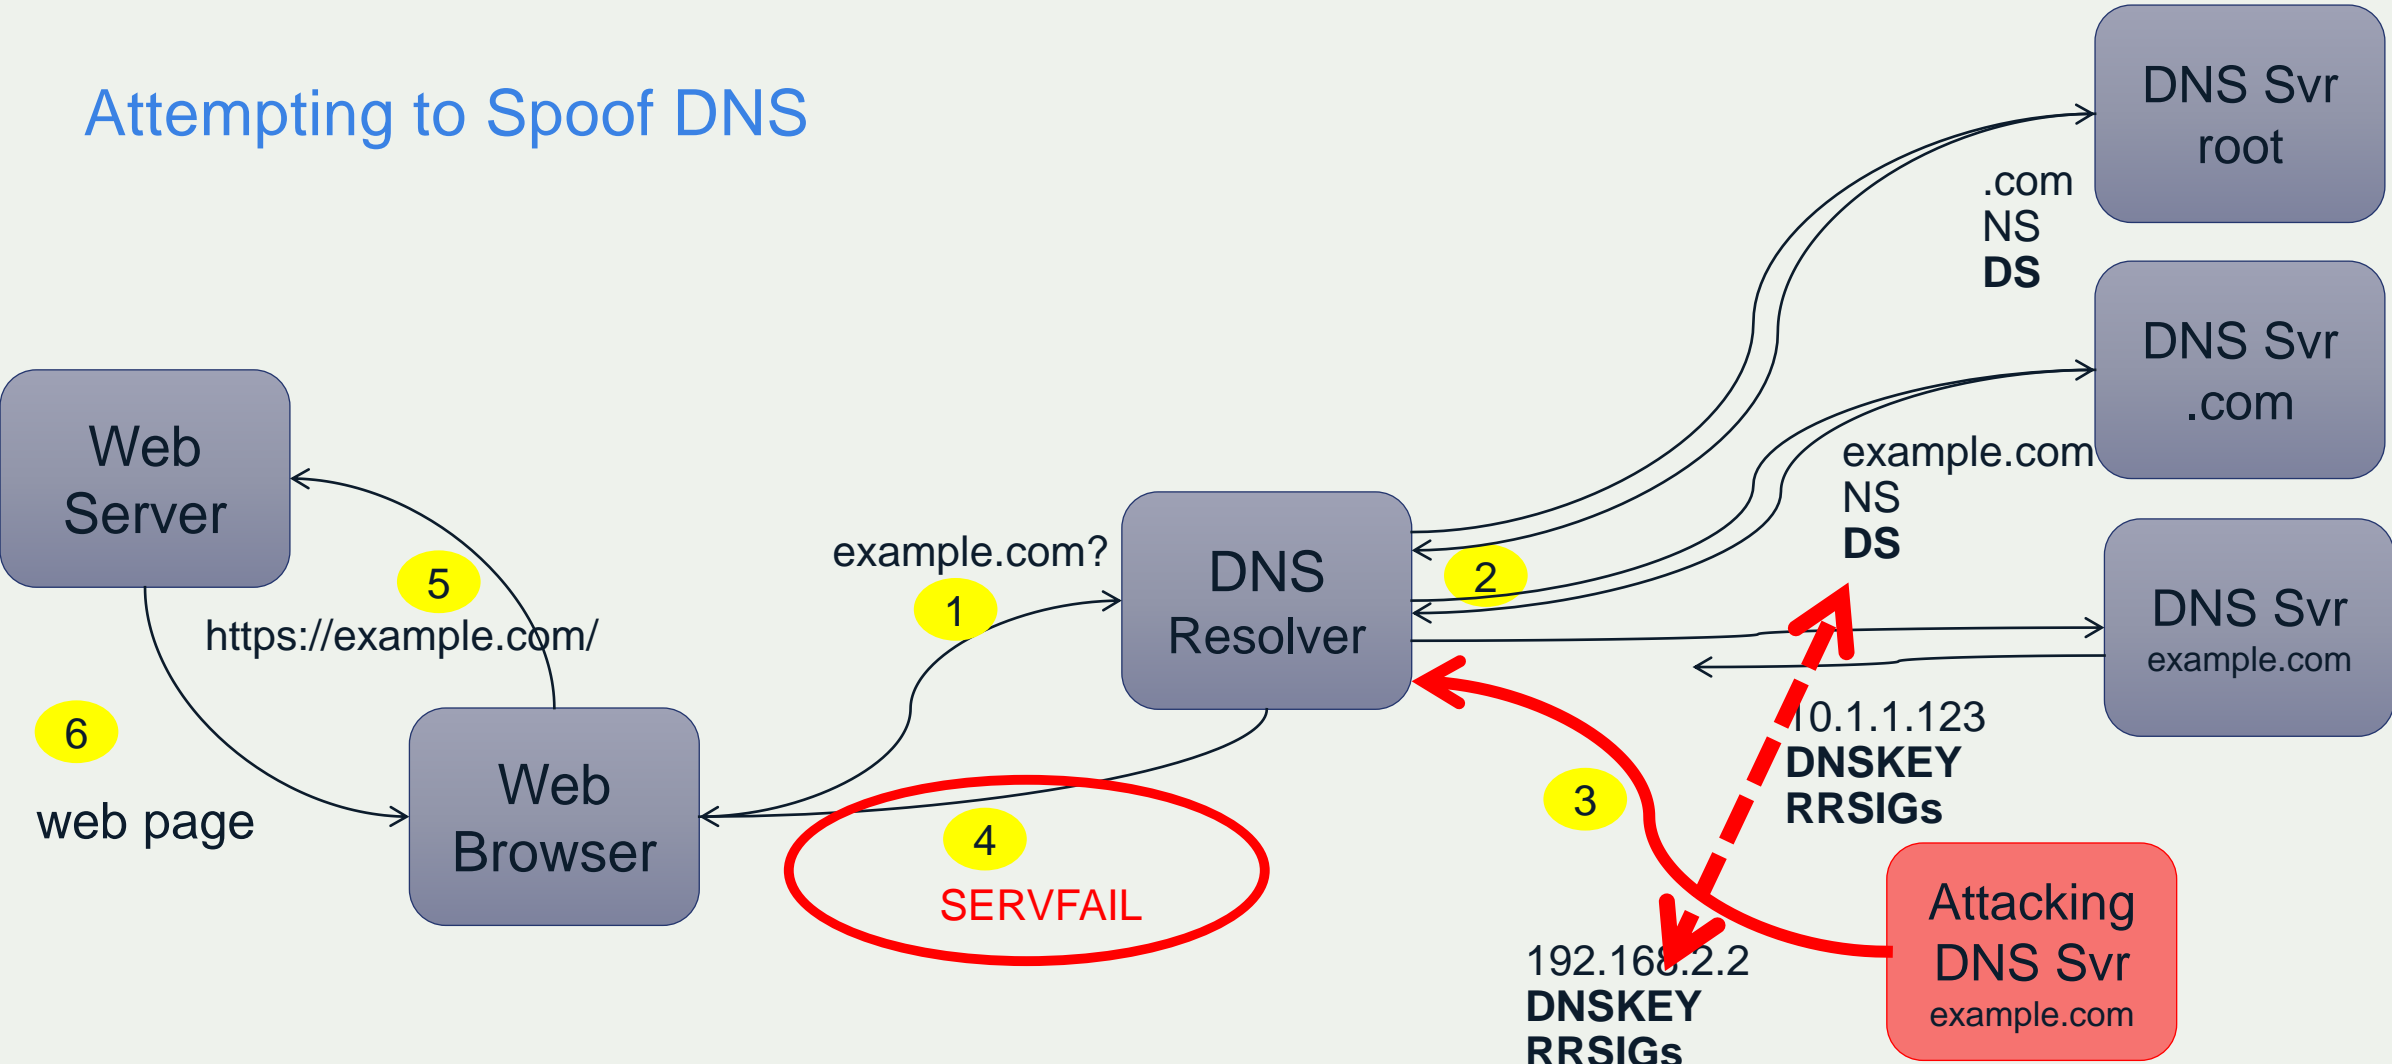 Attempting to Spoof DNS
DNS Svr
root
.com
NS
DS
DNS Svr
.com
example.com
NS
DS
DNS Svr
example.com
10.1.1.123
DNSKEY
RRSIGs
Attacking
DNS Svr
example.com
192.168.2.2
DNSKEY
RRSIGs
3
2
DNS
Resolver
example.com?
1
4
SERVFAIL
Web
Server
5
https://example.com/
6
web page
Web
Browser